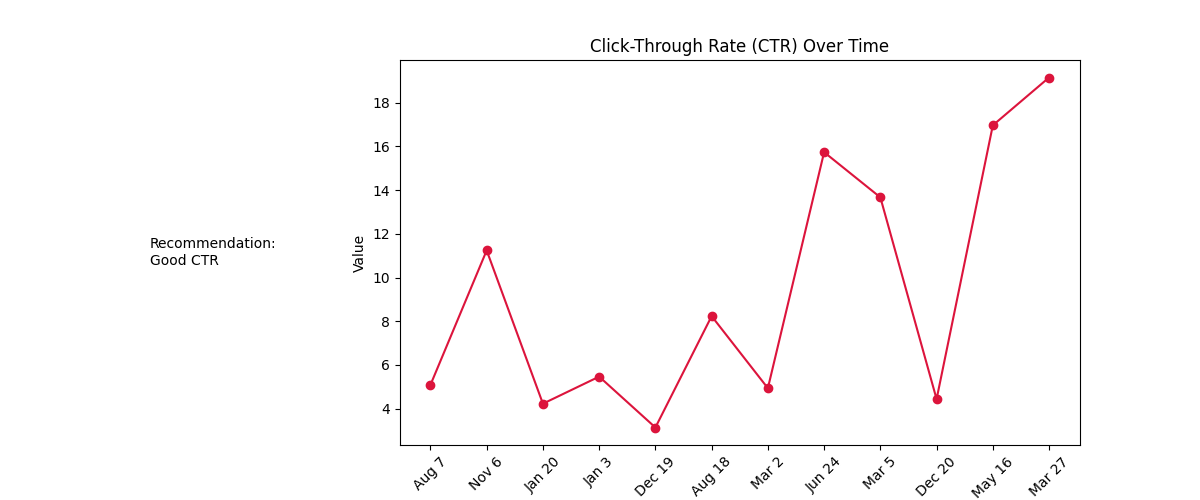 Click-Through Rate (CTR) Over Time
Recommendation:
Good CTR
Value
18
16
14
12
10
8
6
4
Aug 7
Nov 6
Jan 20
Jan 3
Dec 19
Aug 18
Mar 2
Jun 24
Mar 5
Dec 20
May 16
Mar 27